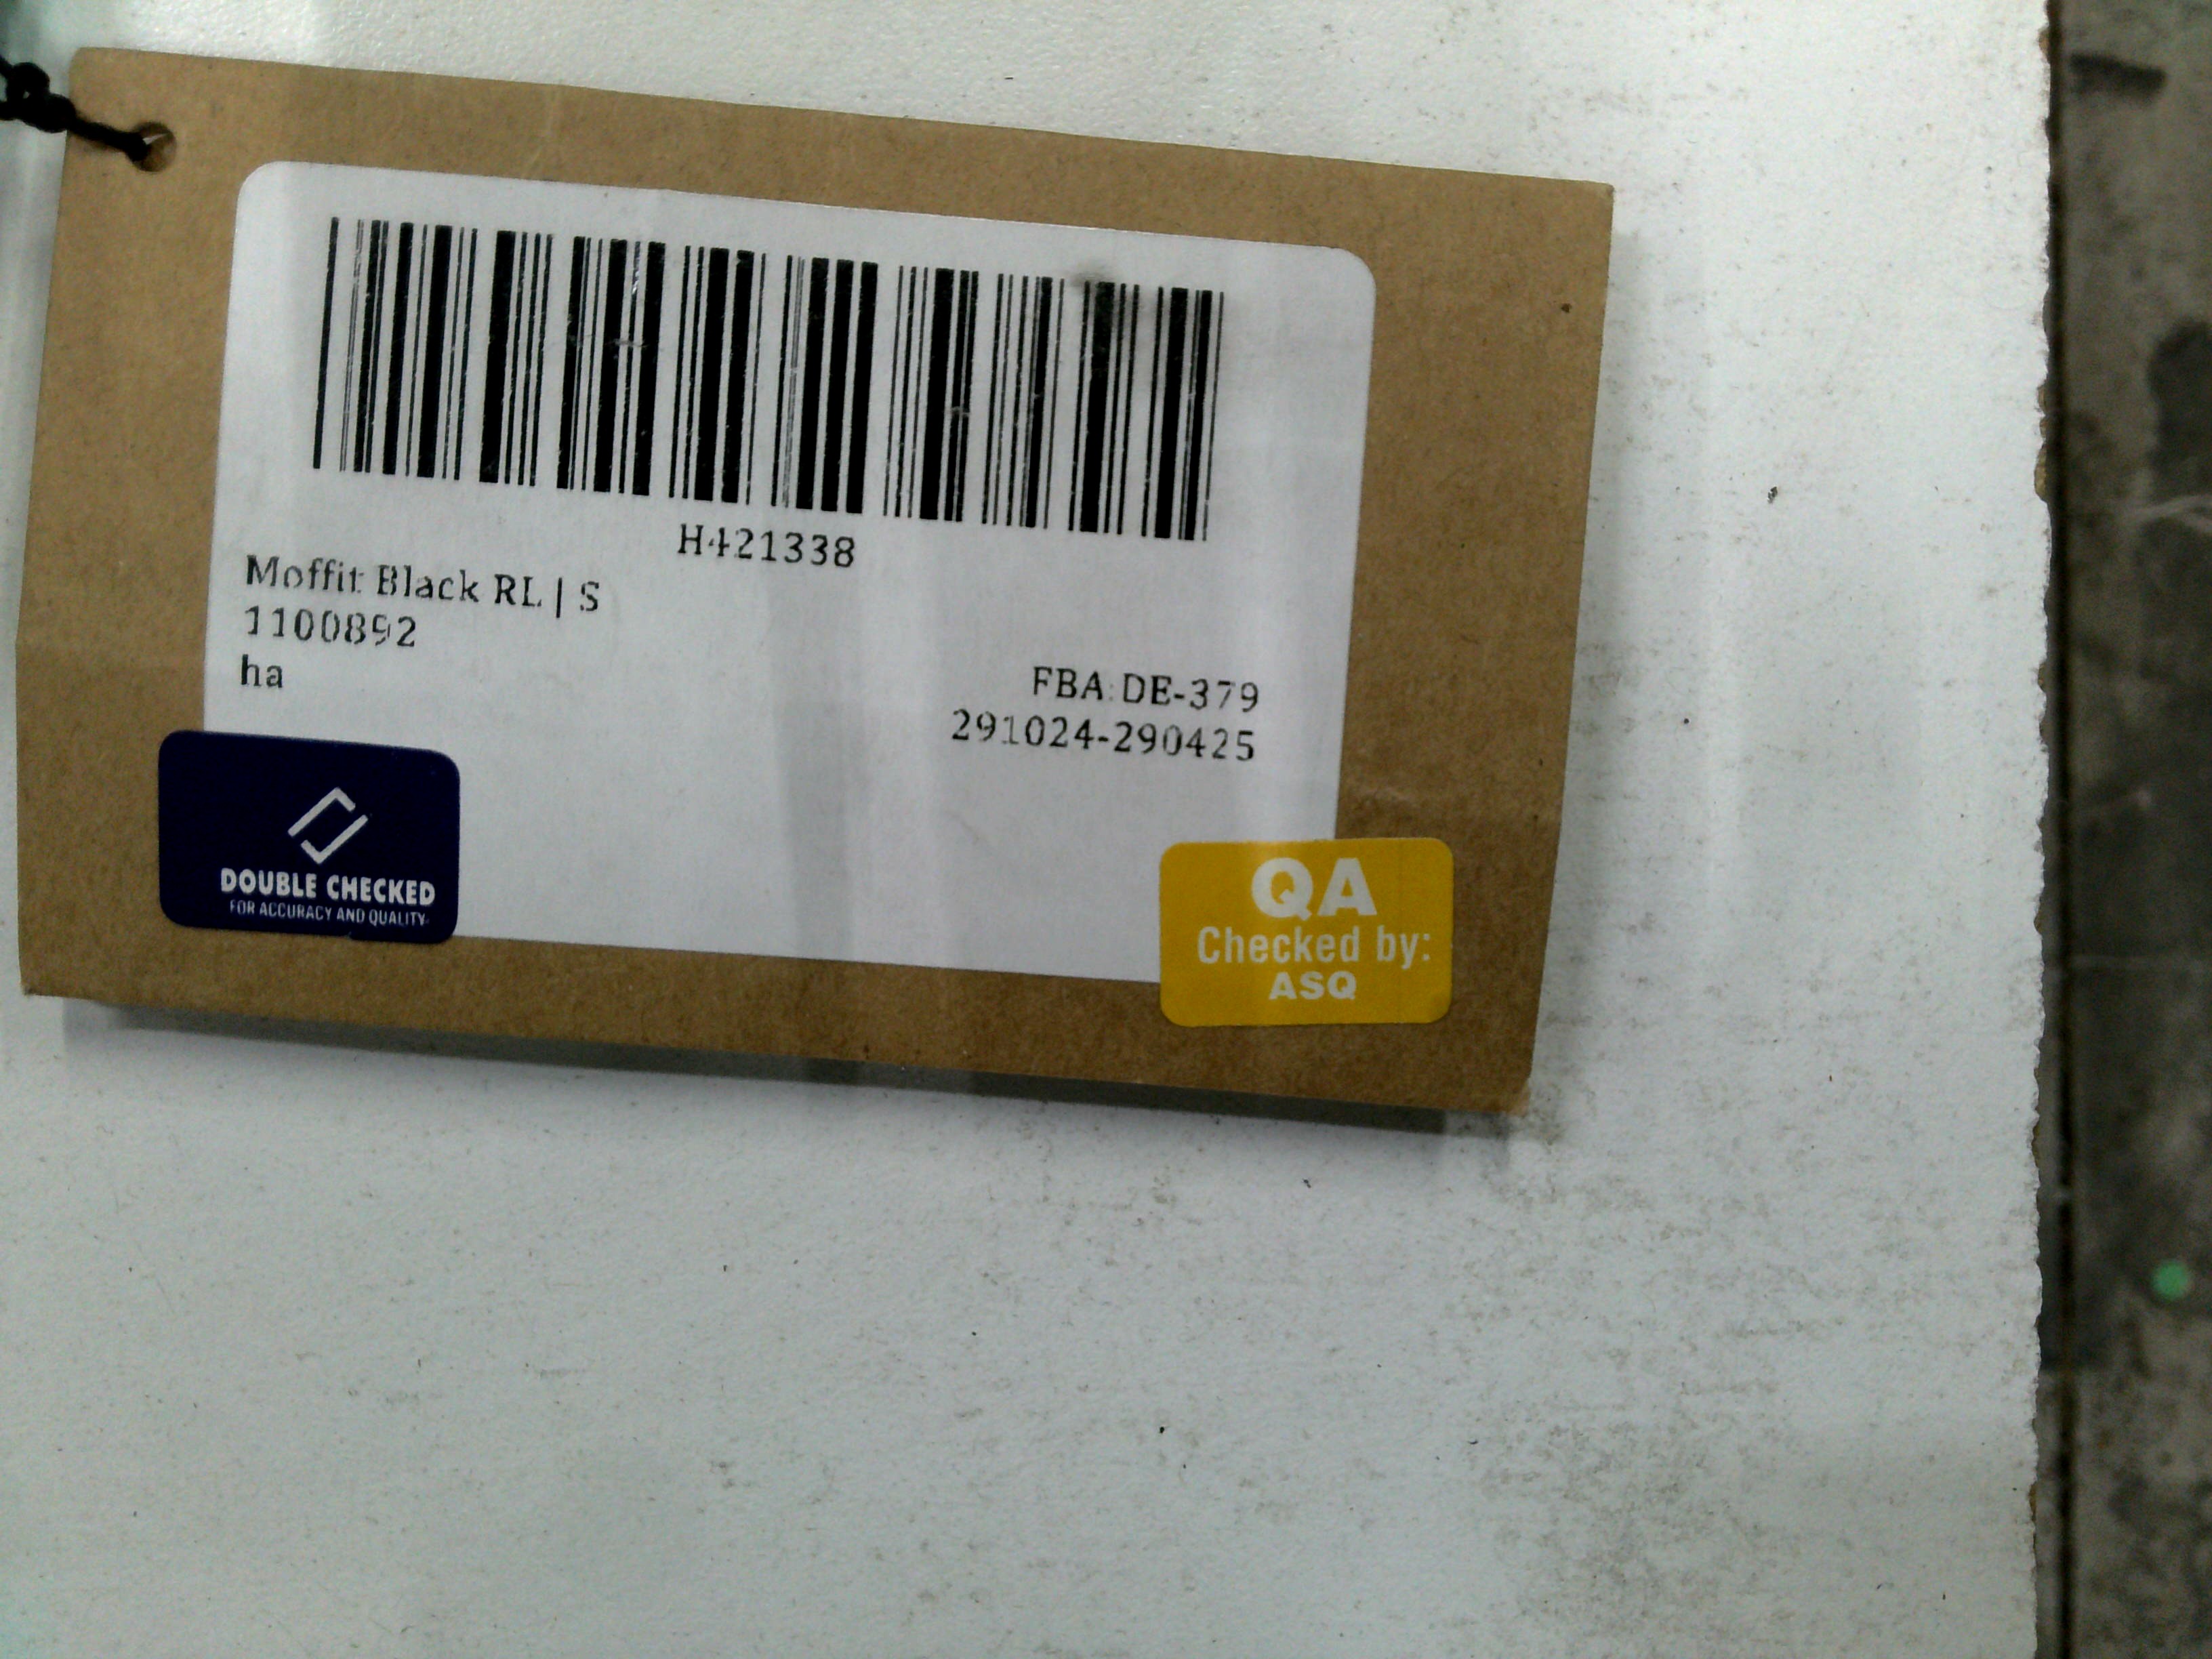 H421338
Moffit Black RL | S
1100892
ha
FBA: DE-379
291024-290425
DOUBLE CHECKED
FOR ACCURACY AND QUALITY
QA
Checked by:
ASQ